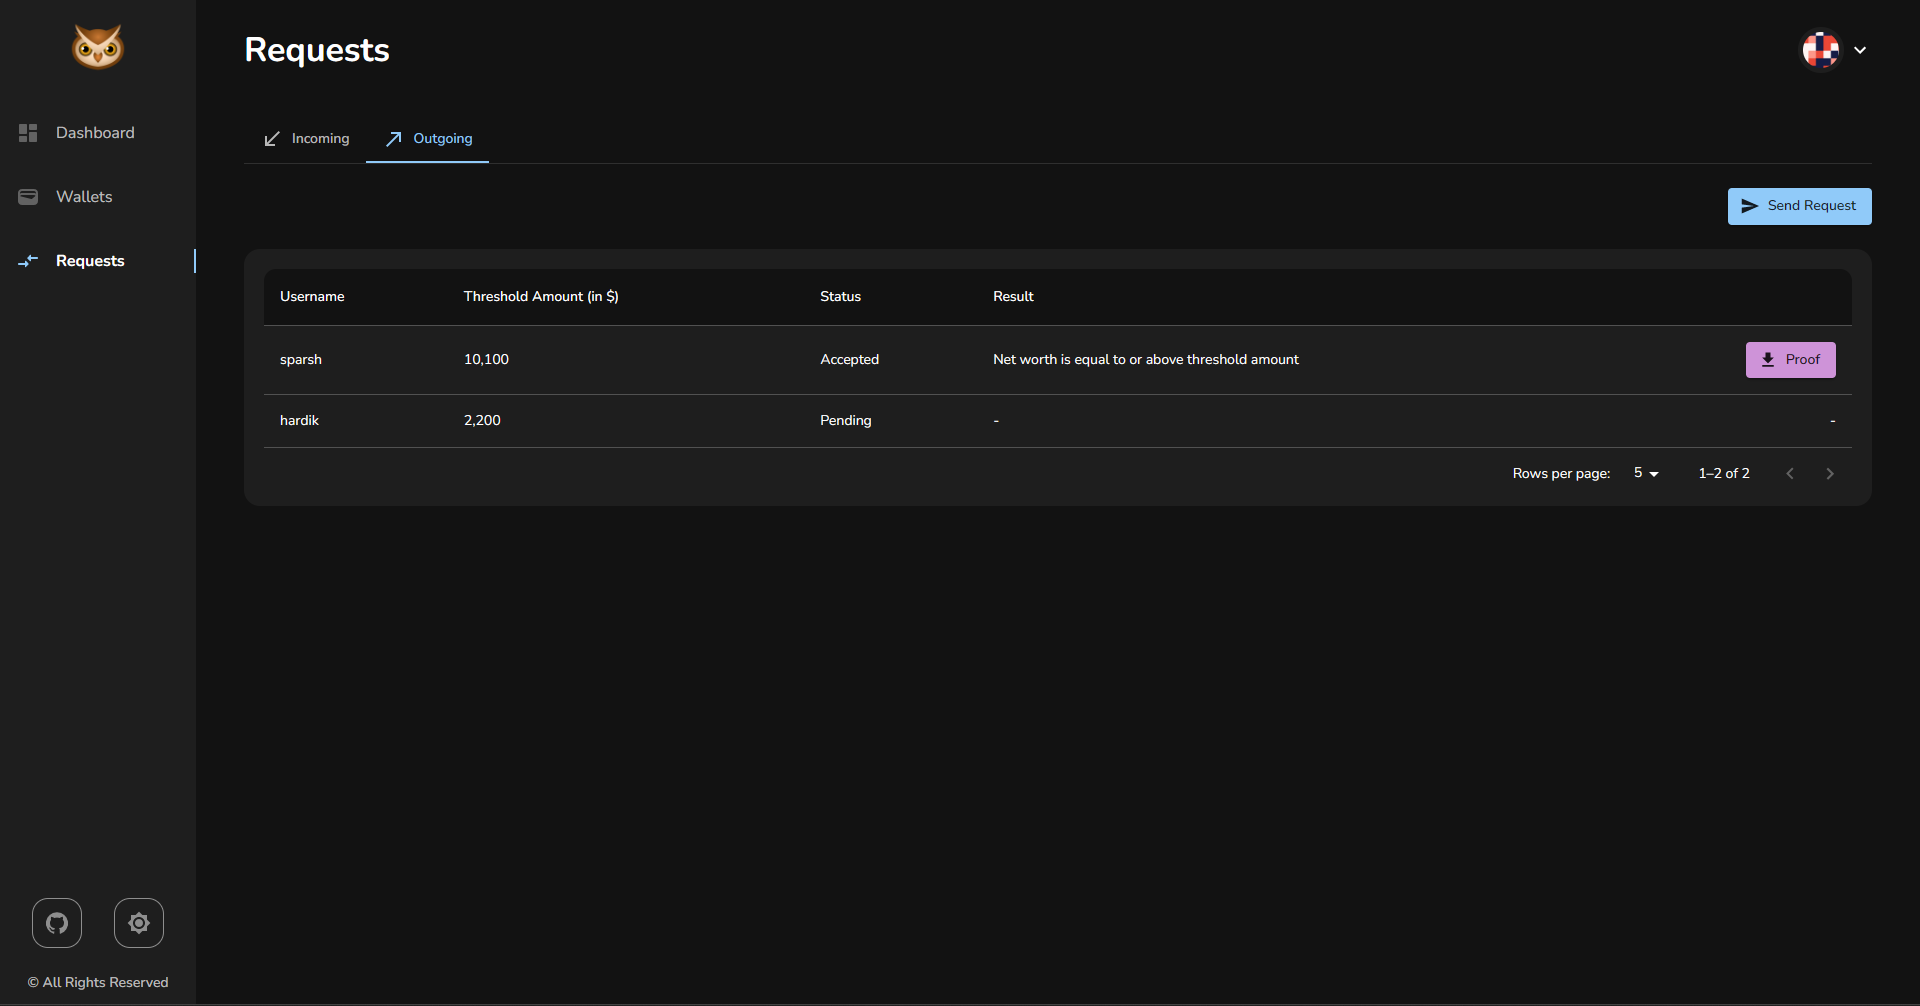 Requests
Dashboard
Wallets
Requests
Incoming
Outgoing
Send Request
Username Threshold Amount (in $) Status Result
sparsh 10,100 Accepted Net worth is equal to or above threshold amount Proof
hardik 2,200 Pending - -
Rows per page: 5 1–2 of 2
© All Rights Reserved